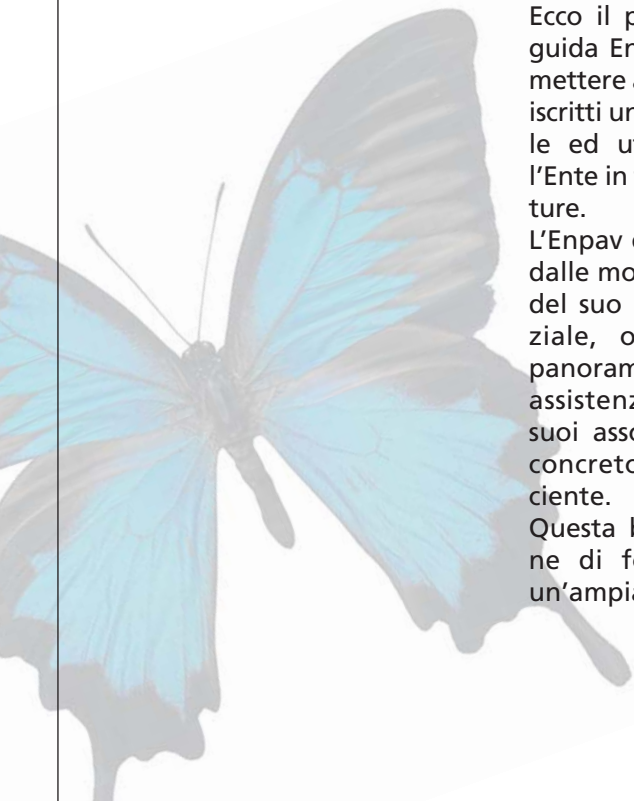 Ecco il p
guida En
mettere a
iscritti un
le ed ut
l'Ente in
ture.
L'Enpav
dalle mo
del suo
ziale, o
panoram
assistenz
suoi asso
concreto
ciente.
Questa b
ne di fo
un'ampia